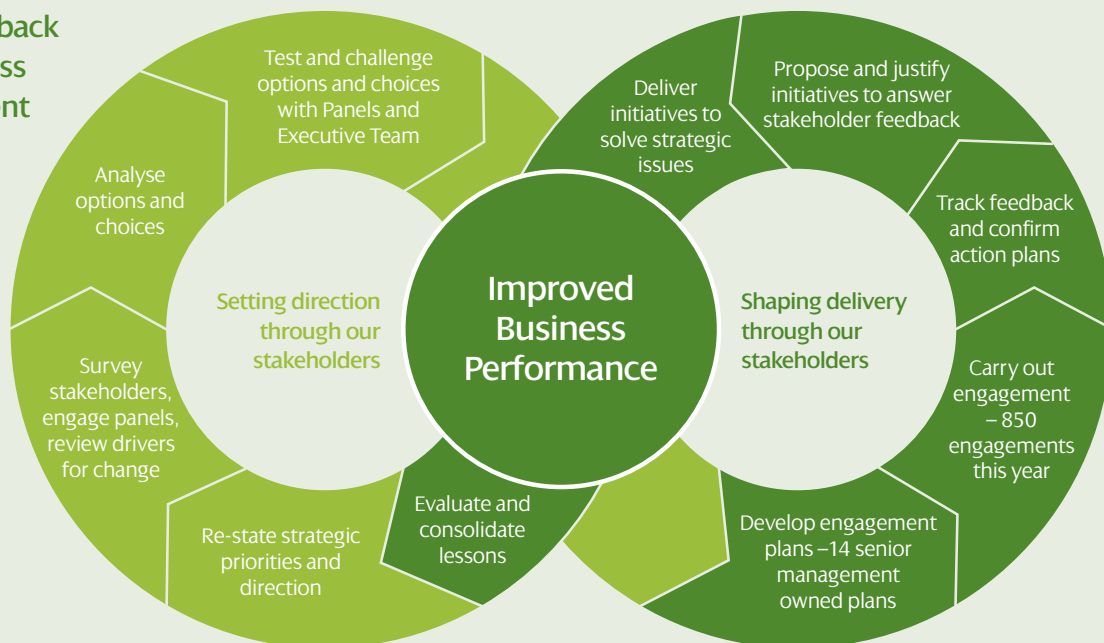 back
ss
nt
Test and challenge
options and choices
with Panels and
Executive Team
Analyse
options and
choices
Survey
stakeholders,
engage panels,
review drivers
for change
Re-state strategic
priorities and
direction
Evaluate and
consolidate
lessons
Setting direction
through our
stakeholders
Improved
Business
Performance
Shaping delivery
through our
stakeholders
Deliver
initiatives to
solve strategic
issues
Propose and justify
initiatives to answer
stakeholder feedback
Track feedback
and confirm
action plans
Carry out
engagement
– 850
engagements
this year
Develop engagement
plans –14 senior
management
owned plans